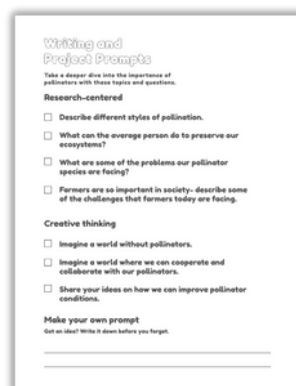 Writing and
Project Prompts
Take a deeper dive into the importance of
pollinators with these topics and questions.
Research-centered
Describe different styles of pollination.
What can the average person do to preserve our
ecosystems?
What are some of the problems our pollinator
species are facing?
Farmers are so important in society- describe some
of the challenges that farmers today are facing.
Creative thinking
Imagine a world without pollinators.
Imagine a world where we can cooperate and
collaborate with our pollinators.
Share your ideas on how we can improve pollinator
conditions.
Make your own prompt
Got an idea? Write it down before you forget.